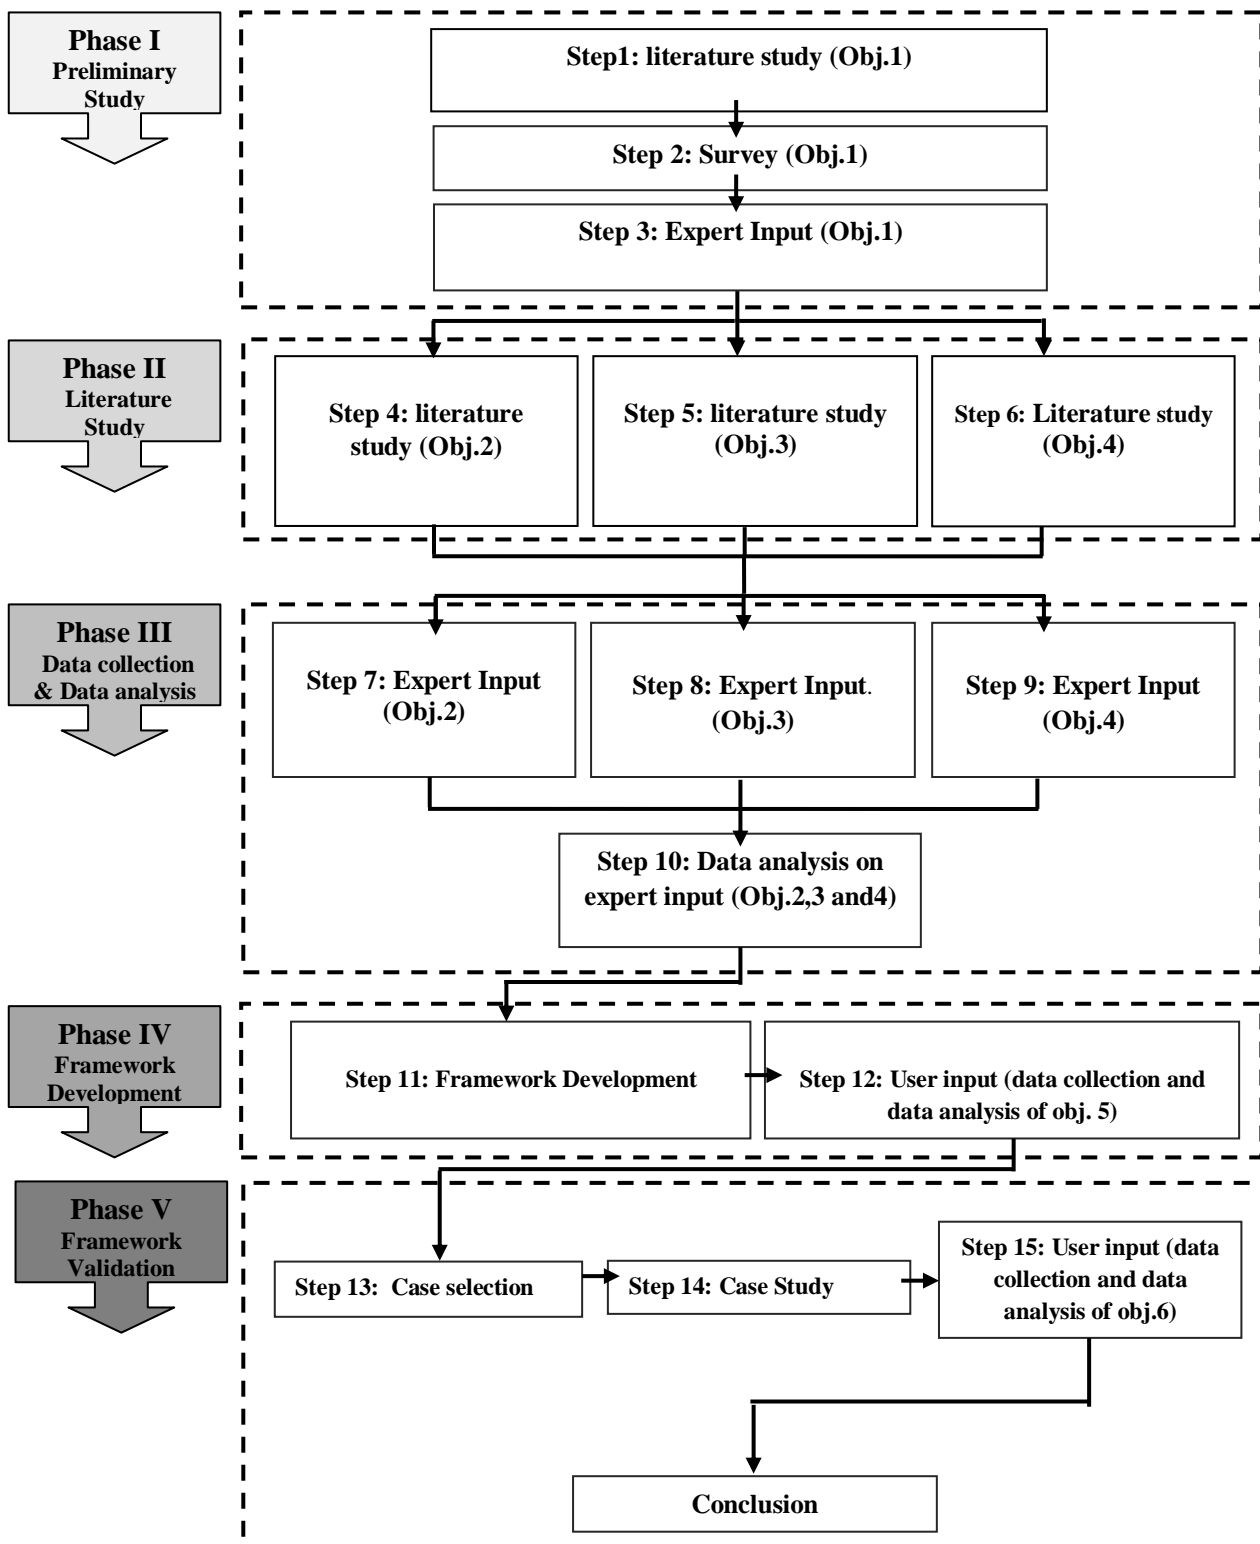 Phase I
Preliminary
Study
Step1: literature study (Obj.1)
Step 2: Survey (Obj.1)
Step 3: Expert Input (Obj.1)
Phase II
Literature
Study
Step 4: literature
study (Obj.2)
Step 5: literature study
(Obj.3)
Step 6: Literature study
(Obj.4)
Phase III
Data collection
& Data analysis
Step 7: Expert Input
(Obj.2)
Step 8: Expert Input.
(Obj.3)
Step 9: Expert Input
(Obj.4)
Step 10: Data analysis on
expert input (Obj.2,3 and4)
Phase IV
Framework
Development
Step 11: Framework Development
Step 12: User input (data collection and
data analysis of obj. 5)
Phase V
Framework
Validation
Step 13:  Case selection
Step 14: Case Study
Step 15: User input (data
collection and data
analysis of obj.6)
Conclusion